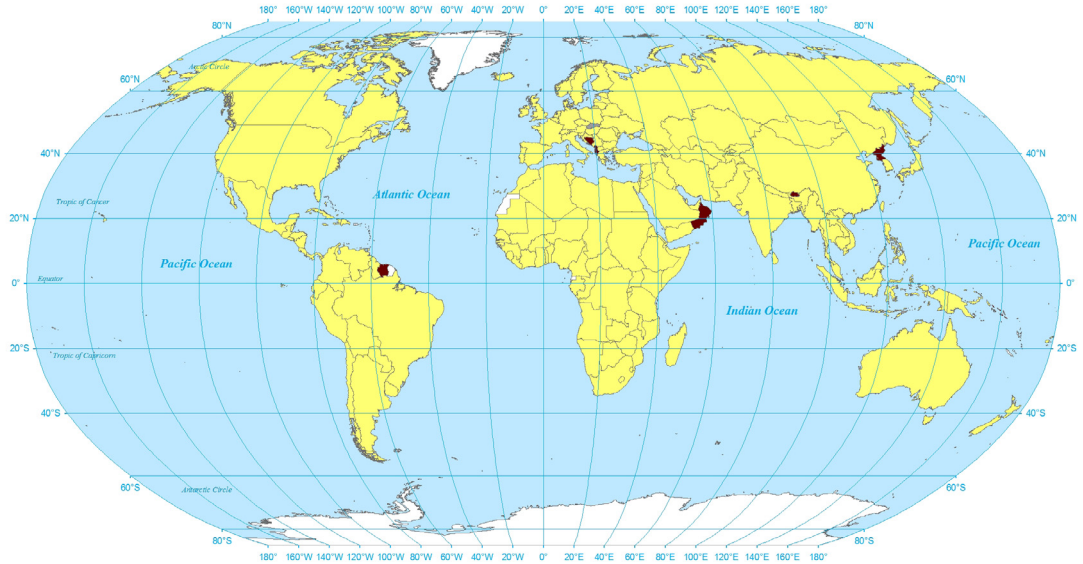 180° 160°W 140°W 120°W 100°W 80°W 60°W 40°W 20°W 0° 20°E 40°E 60°E 80°E 100°E 120°E 140°E 160°E 180°
80°N 80°N
Arctic Circle
60°N 60°N
40°N 40°N
Atlantic Ocean
Tropic of Cancer
20°N 20°N
Pacific Ocean
Pacific Ocean
Equator
0° 0°
Indian Ocean
20°S 20°S
Tropic of Capricorn
40°S 40°S
60°S 60°S
Antarctic Circle
80°S 80°S
180° 160°W 140°W 120°W 100°W 80°W 60°W 40°W 20°W 0° 20°E 40°E 60°E 80°E 100°E 120°E 140°E 160°E 180°